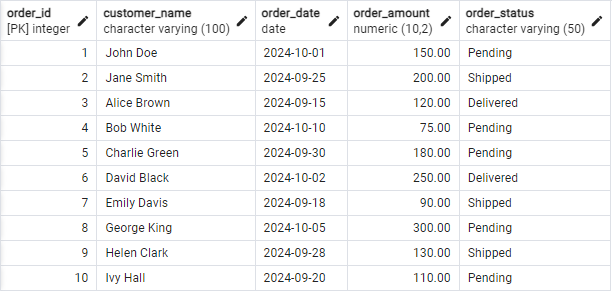 order_id customer_name order_date order_amount order_status
[PK] integer character varying (100) date numeric (10,2) character varying (50)
1 John Doe 2024-10-01 150.00 Pending
2 Jane Smith 2024-09-25 200.00 Shipped
3 Alice Brown 2024-09-15 120.00 Delivered
4 Bob White 2024-10-10 75.00 Pending
5 Charlie Green 2024-09-30 180.00 Pending
6 David Black 2024-10-02 250.00 Delivered
7 Emily Davis 2024-09-18 90.00 Shipped
8 George King 2024-10-05 300.00 Pending
9 Helen Clark 2024-09-28 130.00 Shipped
10 Ivy Hall 2024-09-20 110.00 Pending